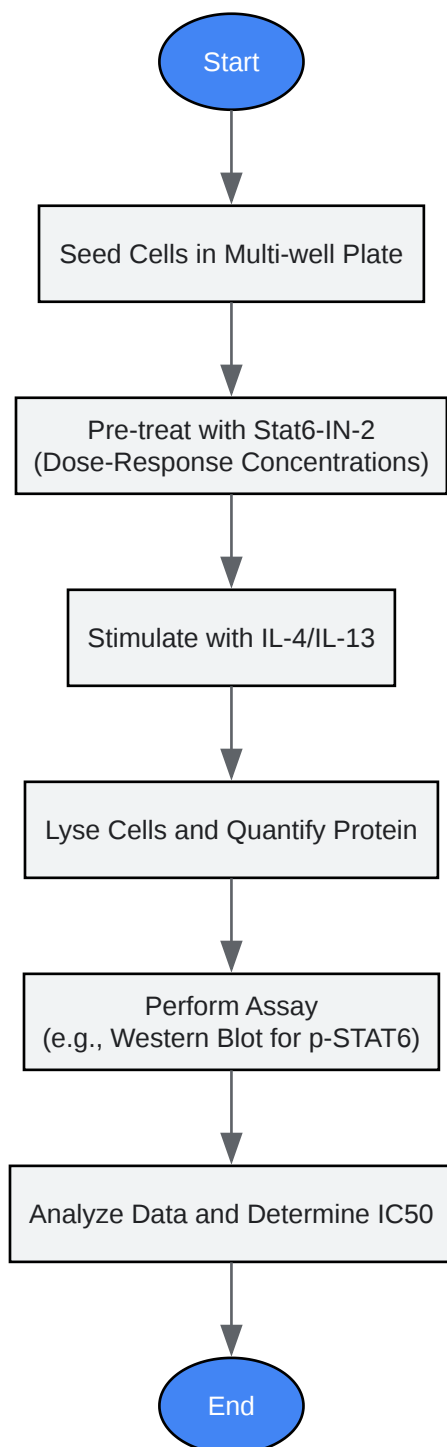 Start
Seed Cells in Multi-well Plate
Pre-treat with Stat6-IN-2
(Dose-Response Concentrations)
Stimulate with IL-4/IL-13
Lyse Cells and Quantify Protein
Perform Assay
(e.g., Western Blot for p-STAT6)
Analyze Data and Determine IC50
End